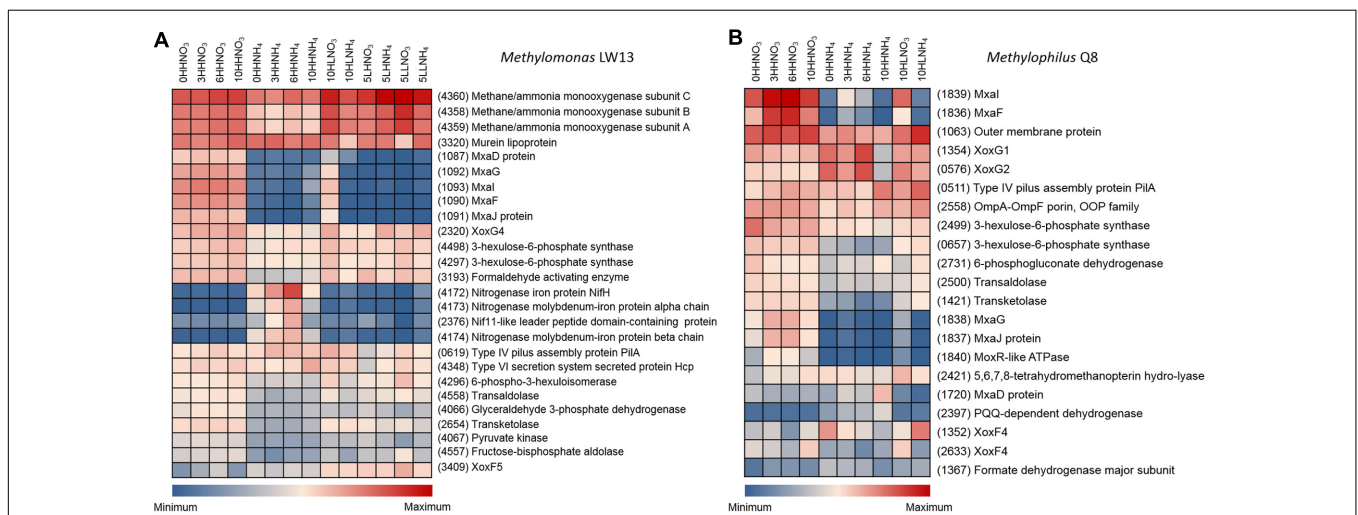 A
0HHNO3
3HHNO3
6HHNO3
10HHNO3
0HHNH4
3HHNH4
6HHNH4
10HHNH4
10HLNO3
10HLNH4
5LHNO3
5LHNH4
5LLNO3
5LLNH4
Methylomonas LW13
(4360) Methane/ammonia monooxygenase subunit C
(4358) Methane/ammonia monooxygenase subunit B
(4359) Methane/ammonia monooxygenase subunit A
(3320) Murein lipoprotein
(1087) MxaD protein
(1092) MxaG
(1093) MxaI
(1090) MxaF
(1091) MxaJ protein
(2320) XoxG4
(4498) 3-hexulose-6-phosphate synthase
(4297) 3-hexulose-6-phosphate synthase
(3193) Formaldehyde activating enzyme
(4172) Nitrogenase iron protein NifH
(4173) Nitrogenase molybdenum-iron protein alpha chain
(2376) Nif11-like leader peptide domain-containing protein
(4174) Nitrogenase molybdenum-iron protein beta chain
(0619) Type IV pilus assembly protein PilA
(4348) Type VI secretion system secreted protein Hcp
(4296) 6-phospho-3-hexuloisomerase
(4558) Transaldolase
(4066) Glyceraldehyde 3-phosphate dehydrogenase
(2654) Transketolase
(4067) Pyruvate kinase
(4557) Fructose-bisphosphate aldolase
(3409) XoxF5
Minimum Maximum
B
0HHNO3
3HHNO3
6HHNO3
10HHNO3
0HHNH4
3HHNH4
6HHNH4
10HHNH4
10HLNO3
10HLNH4
Methylophilus Q8
(1839) MxaI
(1836) MxaF
(1063) Outer membrane protein
(1354) XoxG1
(0576) XoxG2
(0511) Type IV pilus assembly protein PilA
(2558) OmpA-OmpF porin, OOP family
(2499) 3-hexulose-6-phosphate synthase
(0657) 3-hexulose-6-phosphate synthase
(2731) 6-phosphogluconate dehydrogenase
(2500) Transaldolase
(1421) Transketolase
(1838) MxaG
(1837) MxaJ protein
(1840) MoxR-like ATPase
(2421) 5,6,7,8-tetrahydromethanopterin hydro-lyase
(1720) MxaD protein
(2397) PQQ-dependent dehydrogenase
(1352) XoxF4
(2633) XoxF4
(1367) Formate dehydrogenase major subunit
Minimum Maximum